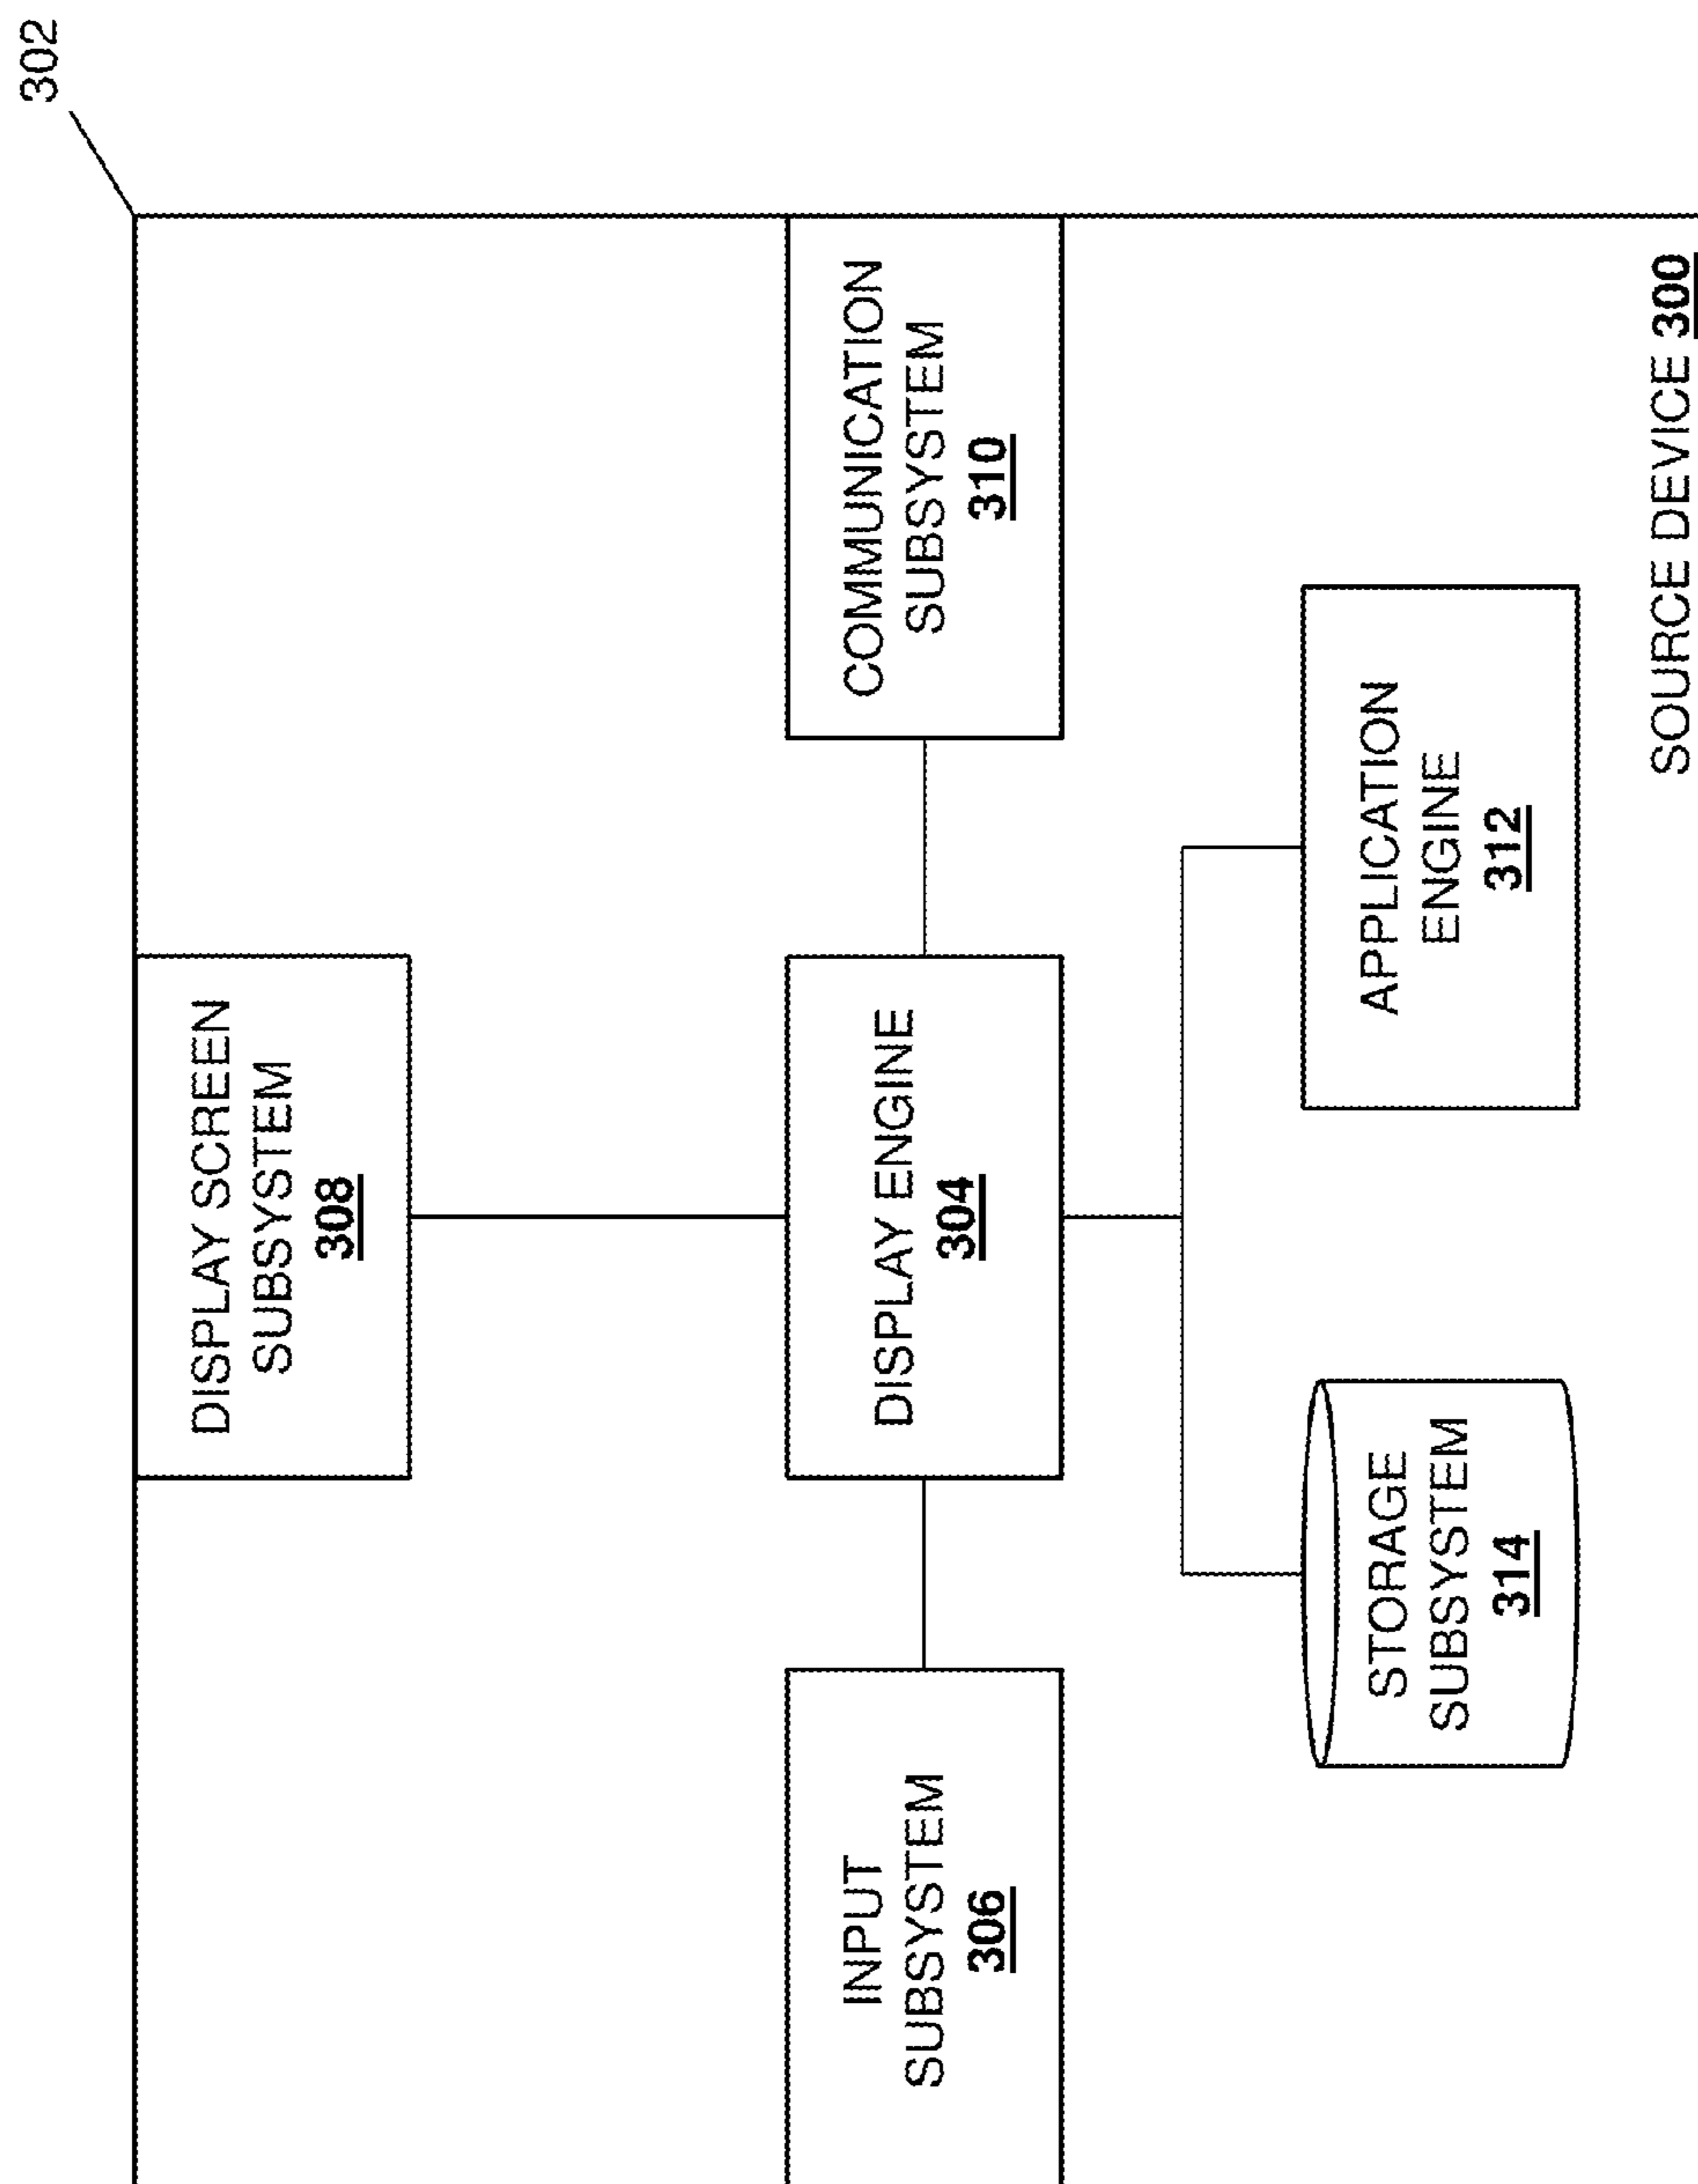 302
DISPLAY SCREEN
SUBSYSTEM
308
INPUT
SUBSYSTEM
306
DISPLAY ENGINE
304
COMMUNICATION
SUBSYSTEM
310
STORAGE
SUBSYSTEM
314
APPLICATION
ENGINE
312
SOURCE DEVICE 300